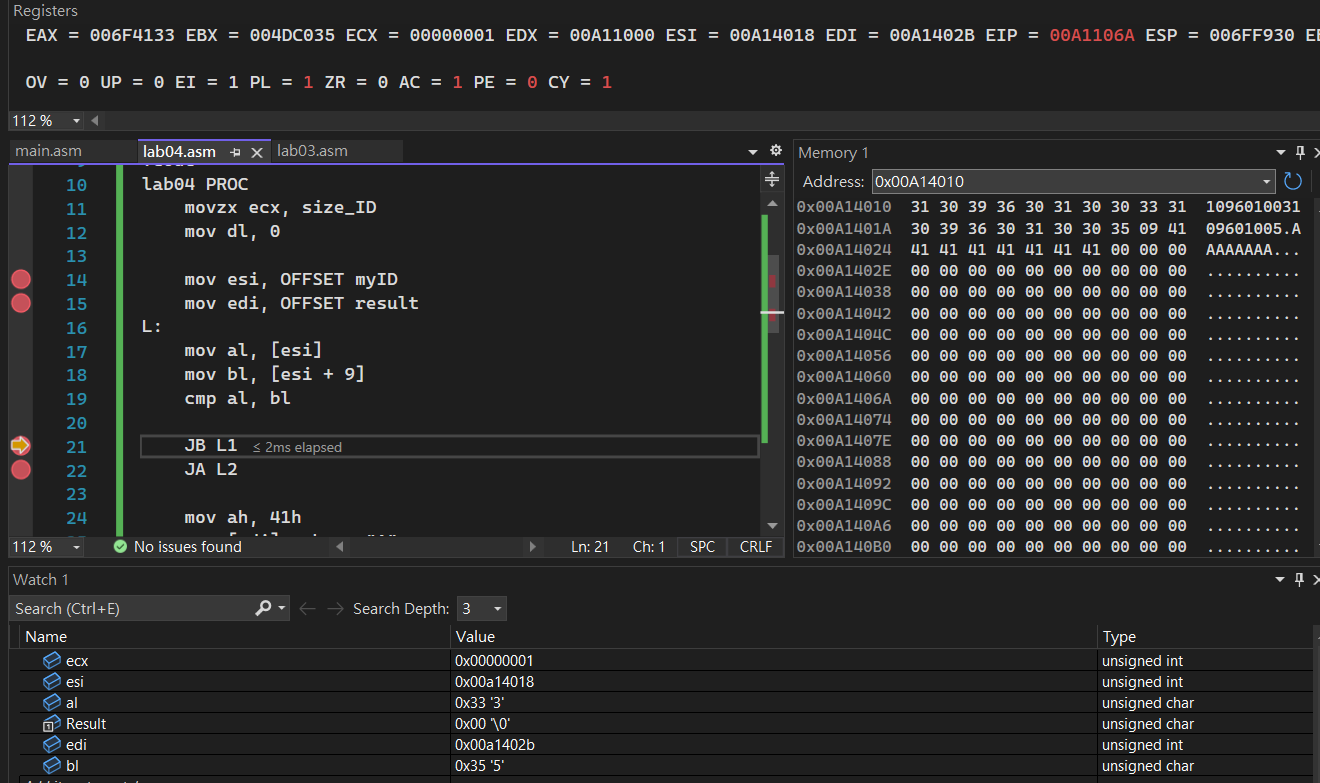 Registers
EAX = 006F4133 EBX = 004DC035 ECX = 00000001 EDX = 00A11000 ESI = 00A14018 EDI = 00A1402B EIP = 00A1106A ESP = 006FF930
OV = 0 UP = 0 EI = 1 PL = 1 ZR = 0 AC = 1 PE = 0 CY = 1
112 %
main.asm lab04.asm lab03.asm
10 lab04 PROC
11 movzx ecx, size_ID
12 mov dl, 0
13
14 mov esi, OFFSET myID
15 mov edi, OFFSET result
16 L:
17 mov al, [esi]
18 mov bl, [esi + 9]
19 cmp al, bl
20
21 JB L1 ≤ 2ms elapsed
22 JA L2
23
24 mov ah, 41h
112 % No issues found Ln: 21 Ch: 1 SPC CRLF
Memory 1
Address: 0x00A14010
0x00A14010 31 30 39 36 30 31 30 30 33 31 1096010031
0x00A1401A 30 39 36 30 31 30 30 35 09 41 09601005.A
0x00A14024 41 41 41 41 41 41 41 00 00 00 AAAAAAA...
0x00A1402E 00 00 00 00 00 00 00 00 00 00 ..........
0x00A14038 00 00 00 00 00 00 00 00 00 00 ..........
0x00A14042 00 00 00 00 00 00 00 00 00 00 ..........
0x00A1404C 00 00 00 00 00 00 00 00 00 00 ..........
0x00A14056 00 00 00 00 00 00 00 00 00 00 ..........
0x00A14060 00 00 00 00 00 00 00 00 00 00 ..........
0x00A1406A 00 00 00 00 00 00 00 00 00 00 ..........
0x00A14074 00 00 00 00 00 00 00 00 00 00 ..........
0x00A1407E 00 00 00 00 00 00 00 00 00 00 ..........
0x00A14088 00 00 00 00 00 00 00 00 00 00 ..........
0x00A14092 00 00 00 00 00 00 00 00 00 00 ..........
0x00A1409C 00 00 00 00 00 00 00 00 00 00 ..........
0x00A140A6 00 00 00 00 00 00 00 00 00 00 ..........
0x00A140B0 00 00 00 00 00 00 00 00 00 00 ..........
Watch 1
Search (Ctrl+E) Search Depth: 3
Name Value Type
ecx 0x00000001 unsigned int
esi 0x00a14018 unsigned int
al 0x33 '3' unsigned char
Result 0x00 '\0' unsigned char
edi 0x00a1402b unsigned int
bl 0x35 '5' unsigned char